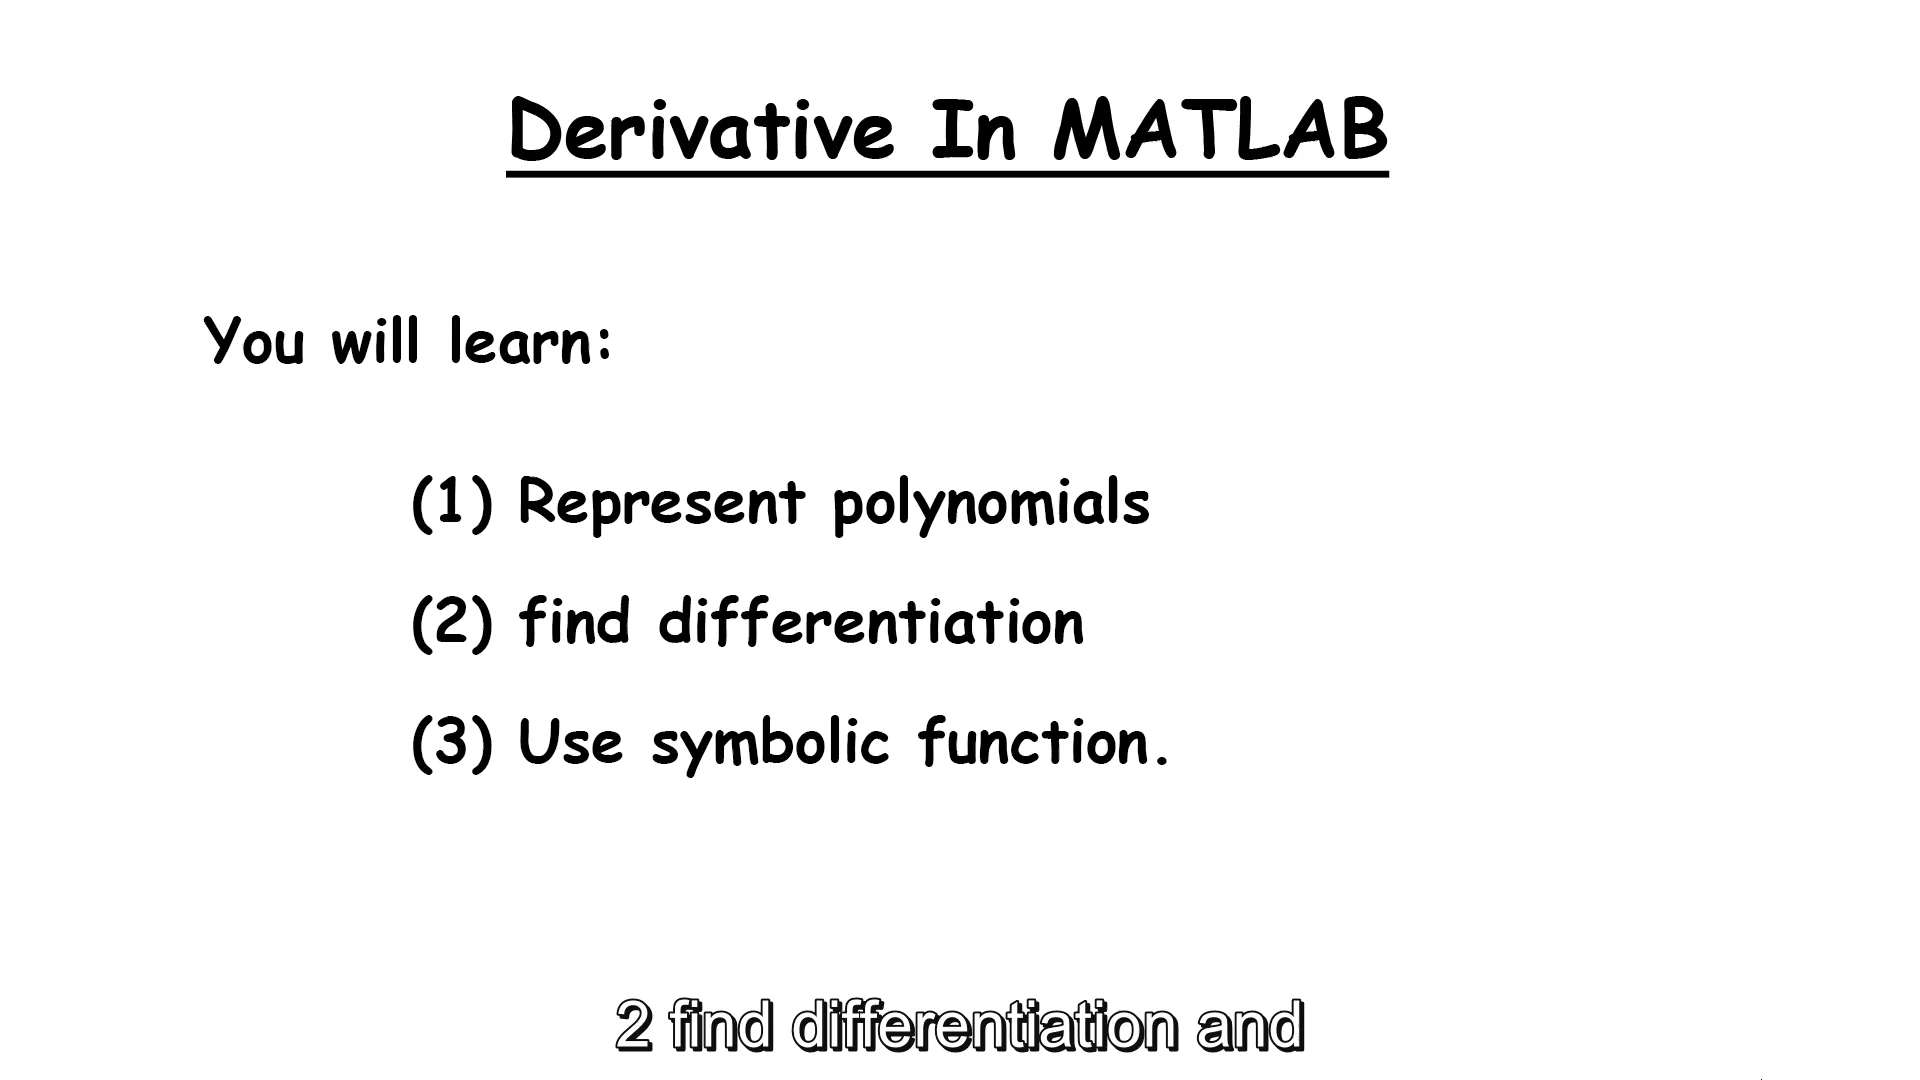 Derivative In MATLAB
You will learn:
(1) Represent polynomials
(2) find differentiation
(3) Use symbolic function.
2 find differentiation and